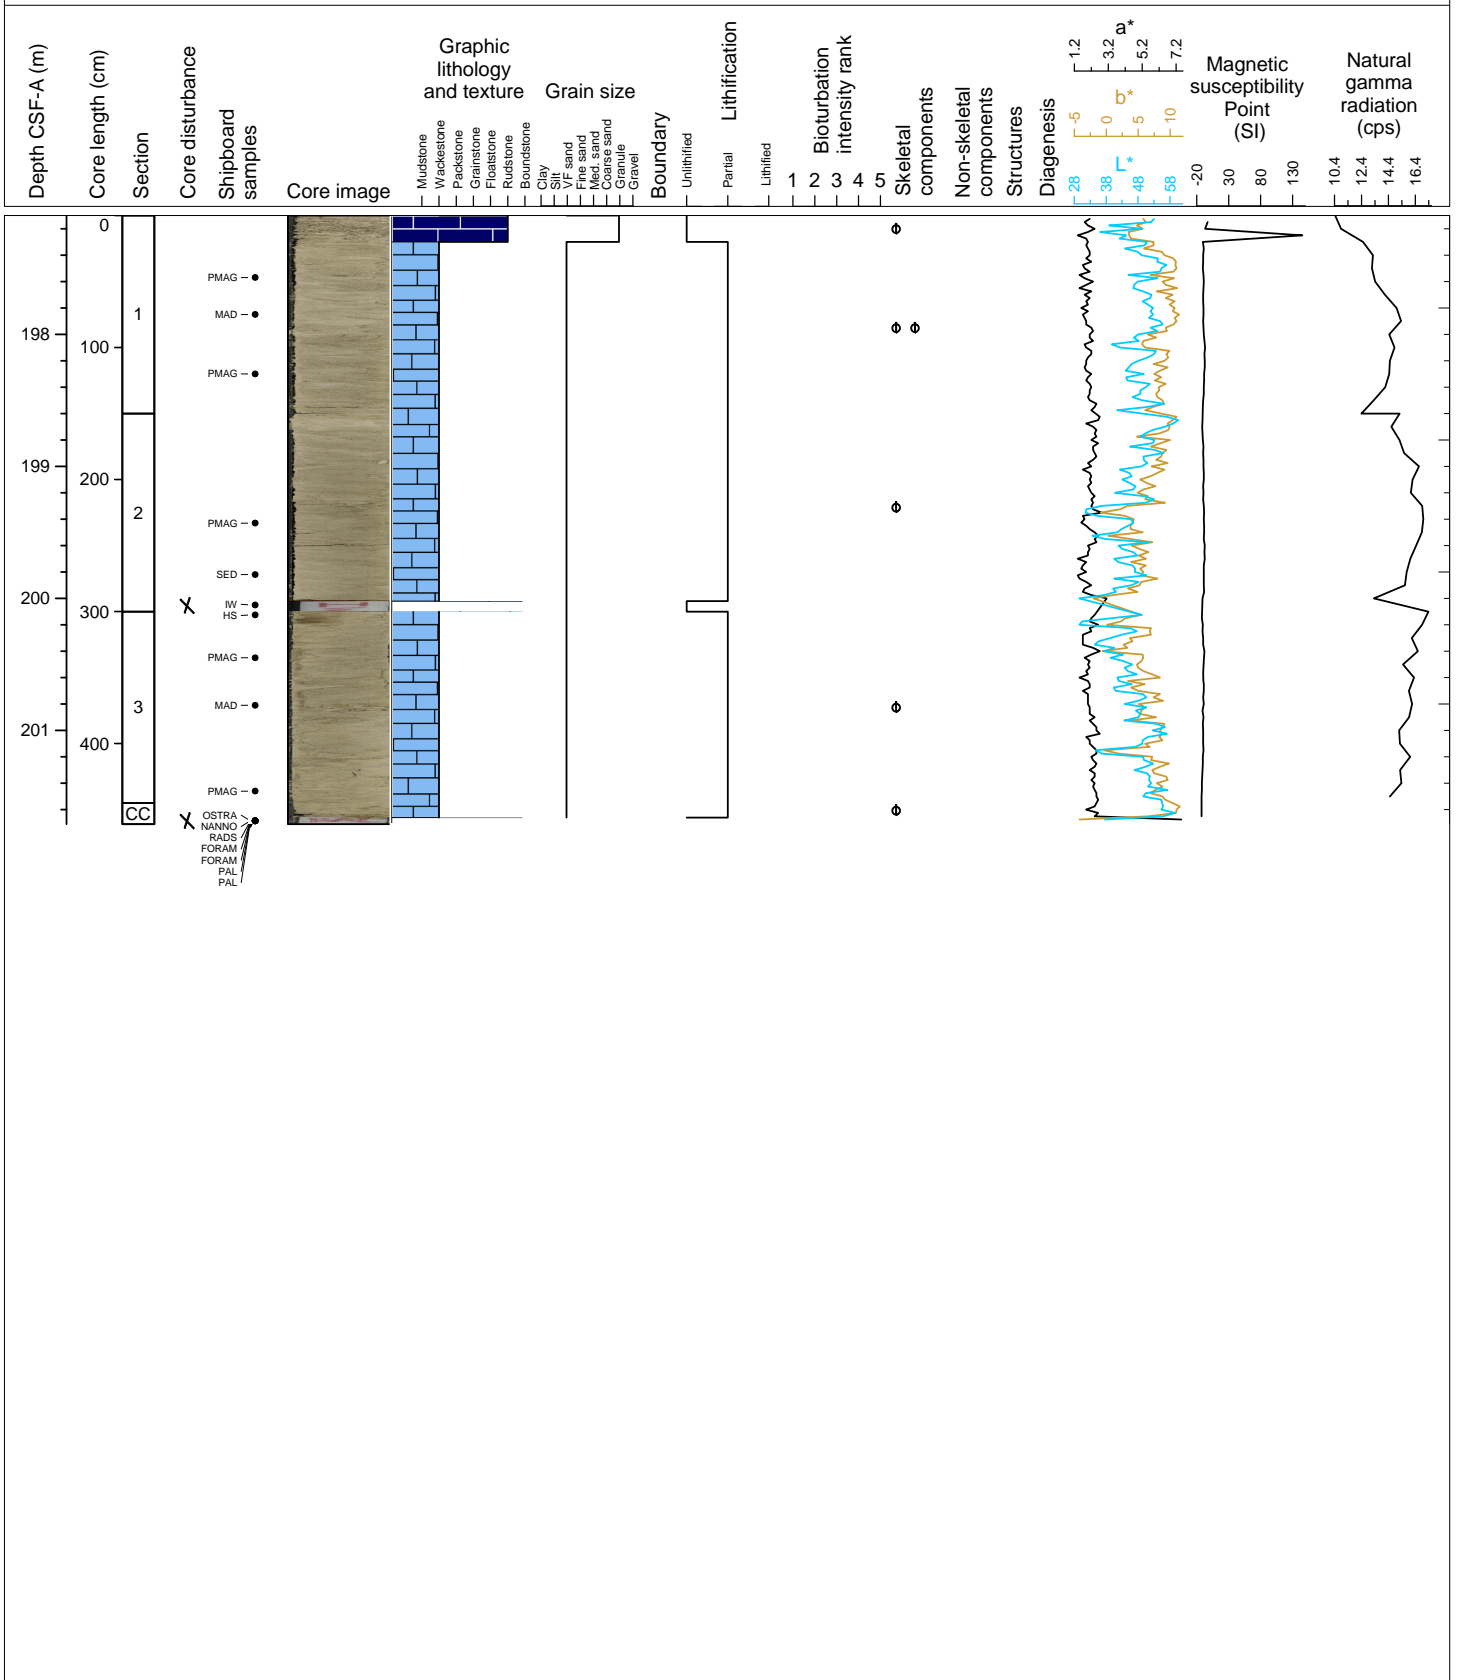 Depth CSF-A (m)
Core length (cm)
Section
Core disturbance
Shipboard
samples
Core image
Graphic
lithology
and texture
Mudstone
Wackestone
Packstone
Grainstone
Floatstone
Rudstone
Boundstone
Grain size
Clay
Silt
VF sand
Fine sand
Med. sand
Coarse sand
Granule
Gravel
Boundary
Lithification
Unlithified
Partial
Lithified
Bioturbation
intensity rank
1 2 3 4 5
Skeletal
components
Non-skeletal
components
Structures
Diagenesis
a*
1.2 3.2 5.2 7.2
b*
-5 0 5 10
L*
28 38 48 58
Magnetic
susceptibility
Point
(SI)
-20 30 80 130
Natural
gamma
radiation
(cps)
10.4 12.4 14.4 16.4
0
PMAG
MAD
1
198
100
PMAG
199
200
2
PMAG
SED
200
IW
300
HS
PMAG
MAD
3
201
400
PMAG
CC
OSTRA
NANNO
RADS
FORAM
FORAM
PAL
PAL